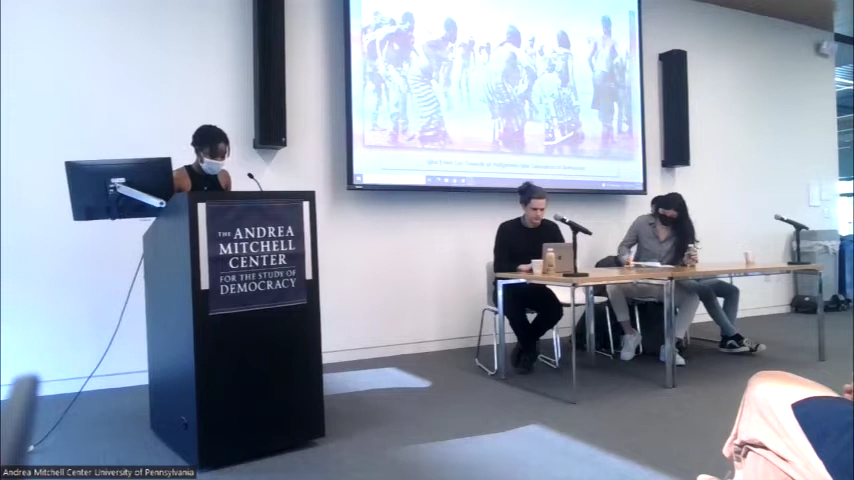 THE ANDREA
MITCHELL
CENTER
FOR THE STUDY OF
DEMOCRACY
Andrea Mitchell Center University of Pennsylvania